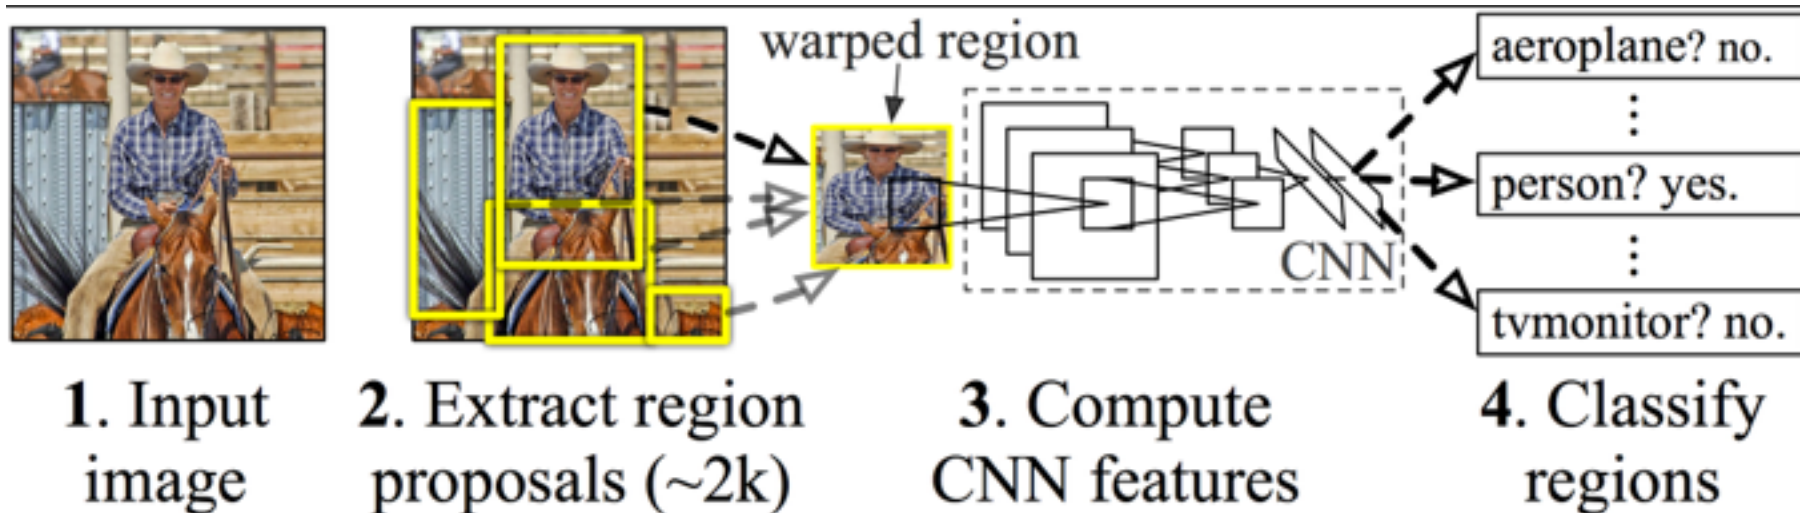 warped region
aeroplane? no.
person? yes.
CNN
tvmonitor? no.
1. Input
image
2. Extract region
proposals (~2k)
3. Compute
CNN features
4. Classify
regions